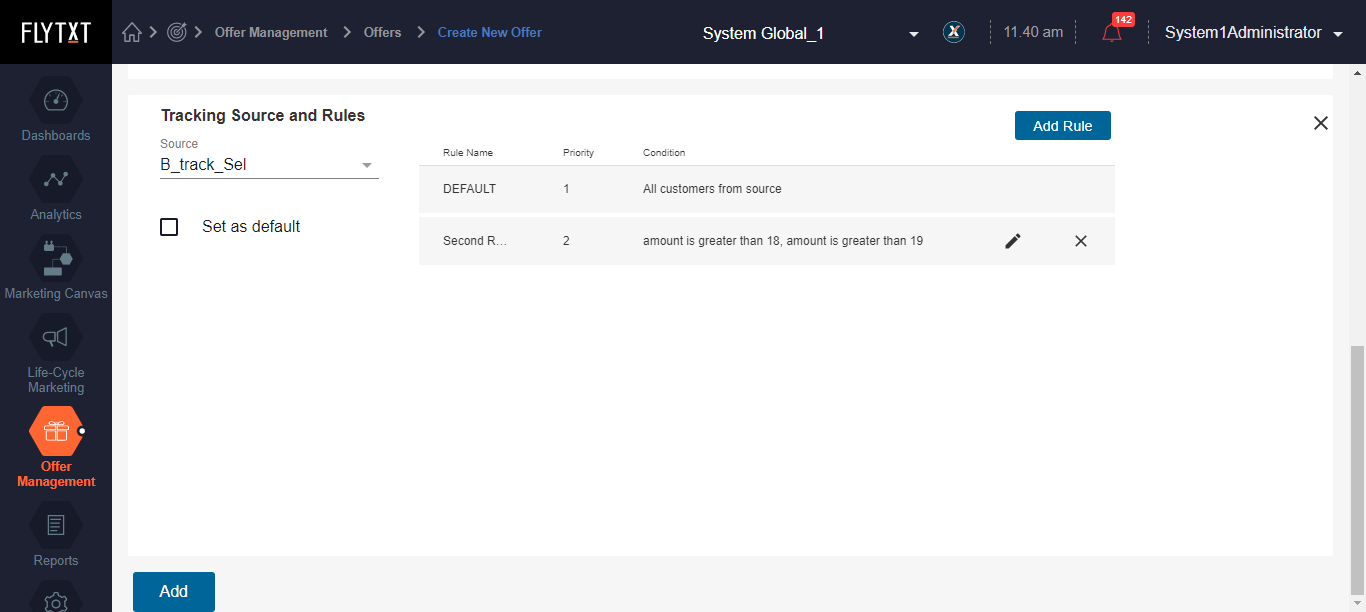 FLYTXT
Offer Management
Offers
Create New Offer
System Global_1
11.40 am
142
System1Administrator
Dashboards
Analytics
Marketing Canvas
Life-Cycle
Marketing
Offer
Management
Reports
Tracking Source and Rules
Source
B_track_Sel
Set as default
Add Rule
Rule Name Priority Condition
DEFAULT 1 All customers from source
Second R... 2 amount is greater than 18, amount is greater than 19
Add